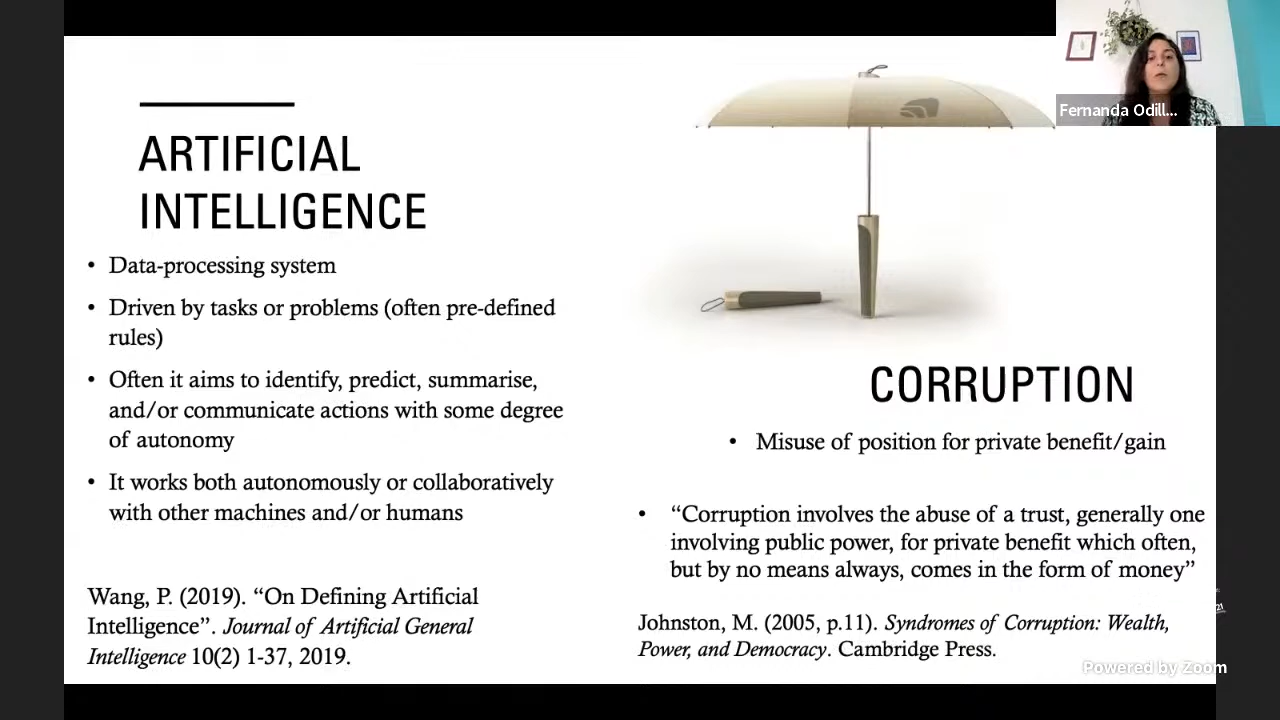 ARTIFICIAL
INTELLIGENCE
• Data-processing system
• Driven by tasks or problems (often pre-defined
rules)
• Often it aims to identify, predict, summarise,
and/or communicate actions with some degree
of autonomy
• It works both autonomously or collaboratively
with other machines and/or humans
Wang, P. (2019). “On Defining Artificial
Intelligence”. Journal of Artificial General
Intelligence 10(2) 1-37, 2019.
Fernanda Odill...
CORRUPTION
• Misuse of position for private benefit/gain
• “Corruption involves the abuse of a trust, generally one
involving public power, for private benefit which often,
but by no means always, comes in the form of money”
Johnston, M. (2005, p.11). Syndromes of Corruption: Wealth,
Power, and Democracy. Cambridge Press.
Powered by Zoom